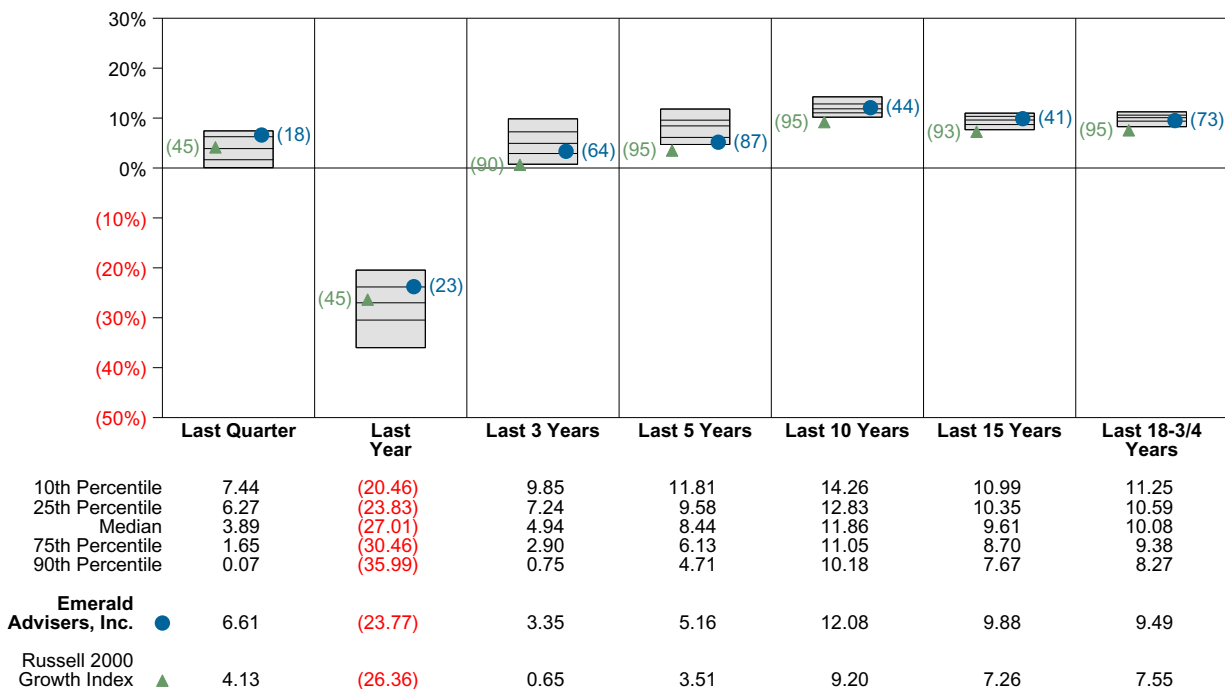 30%
20%
10%
0%
(10%)
(20%)
(30%)
(40%)
(50%)
(45) (18)
(45) (23)
(90) (64)
(95) (87)
(95) (44)
(93) (41)
(95) (73)
Last Quarter Last Year Last 3 Years Last 5 Years Last 10 Years Last 15 Years Last 18-3/4 Years
10th Percentile 7.44 (20.46) 9.85 11.81 14.26 10.99 11.25
25th Percentile 6.27 (23.83) 7.24 9.58 12.83 10.35 10.59
Median 3.89 (27.01) 4.94 8.44 11.86 9.61 10.08
75th Percentile 1.65 (30.46) 2.90 6.13 11.05 8.70 9.38
90th Percentile 0.07 (35.99) 0.75 4.71 10.18 7.67 8.27
Emerald
Advisers, Inc. 6.61 (23.77) 3.35 5.16 12.08 9.88 9.49
Russell 2000
Growth Index 4.13 (26.36) 0.65 3.51 9.20 7.26 7.55